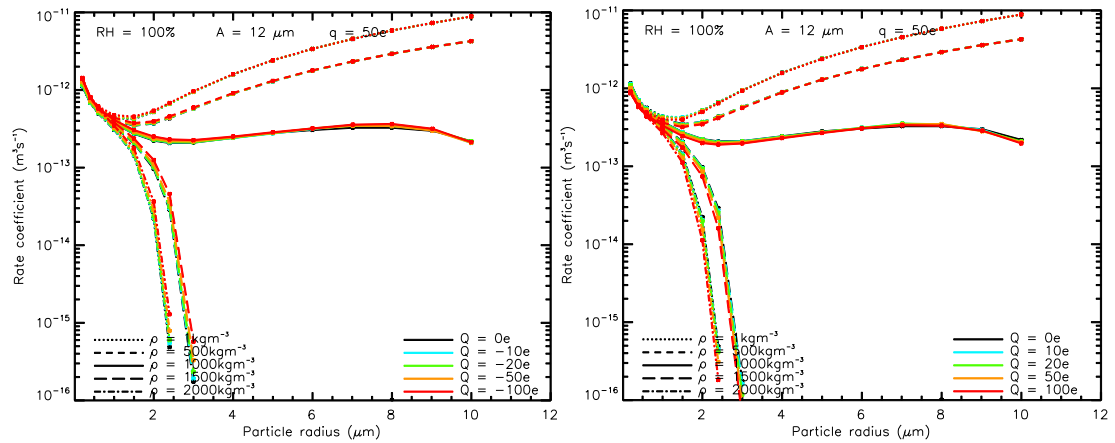 RH = 100% A = 12 μm q = 50e
Rate coefficient (m³s⁻¹)
10⁻¹¹
10⁻¹²
10⁻¹³
10⁻¹⁴
10⁻¹⁵
10⁻¹⁶
ρ = 1kgm⁻³ Q = 0e
ρ = 500kgm⁻³ Q = −10e
ρ = 1000kgm⁻³ Q = −20e
ρ = 1500kgm⁻³ Q = −50e
ρ = 2000kgm⁻³ Q = −100e
2 4 6 8 10 12
Particle radius (μm)
RH = 100% A = 12 μm q = 50e
Rate coefficient (m³s⁻¹)
10⁻¹¹
10⁻¹²
10⁻¹³
10⁻¹⁴
10⁻¹⁵
10⁻¹⁶
ρ = 1kgm⁻³ Q = 0e
ρ = 500kgm⁻³ Q = 10e
ρ = 1000kgm⁻³ Q = 20e
ρ = 1500kgm⁻³ Q = 50e
ρ = 2000kgm⁻³ Q = 100e
2 4 6 8 10 12
Particle radius (μm)